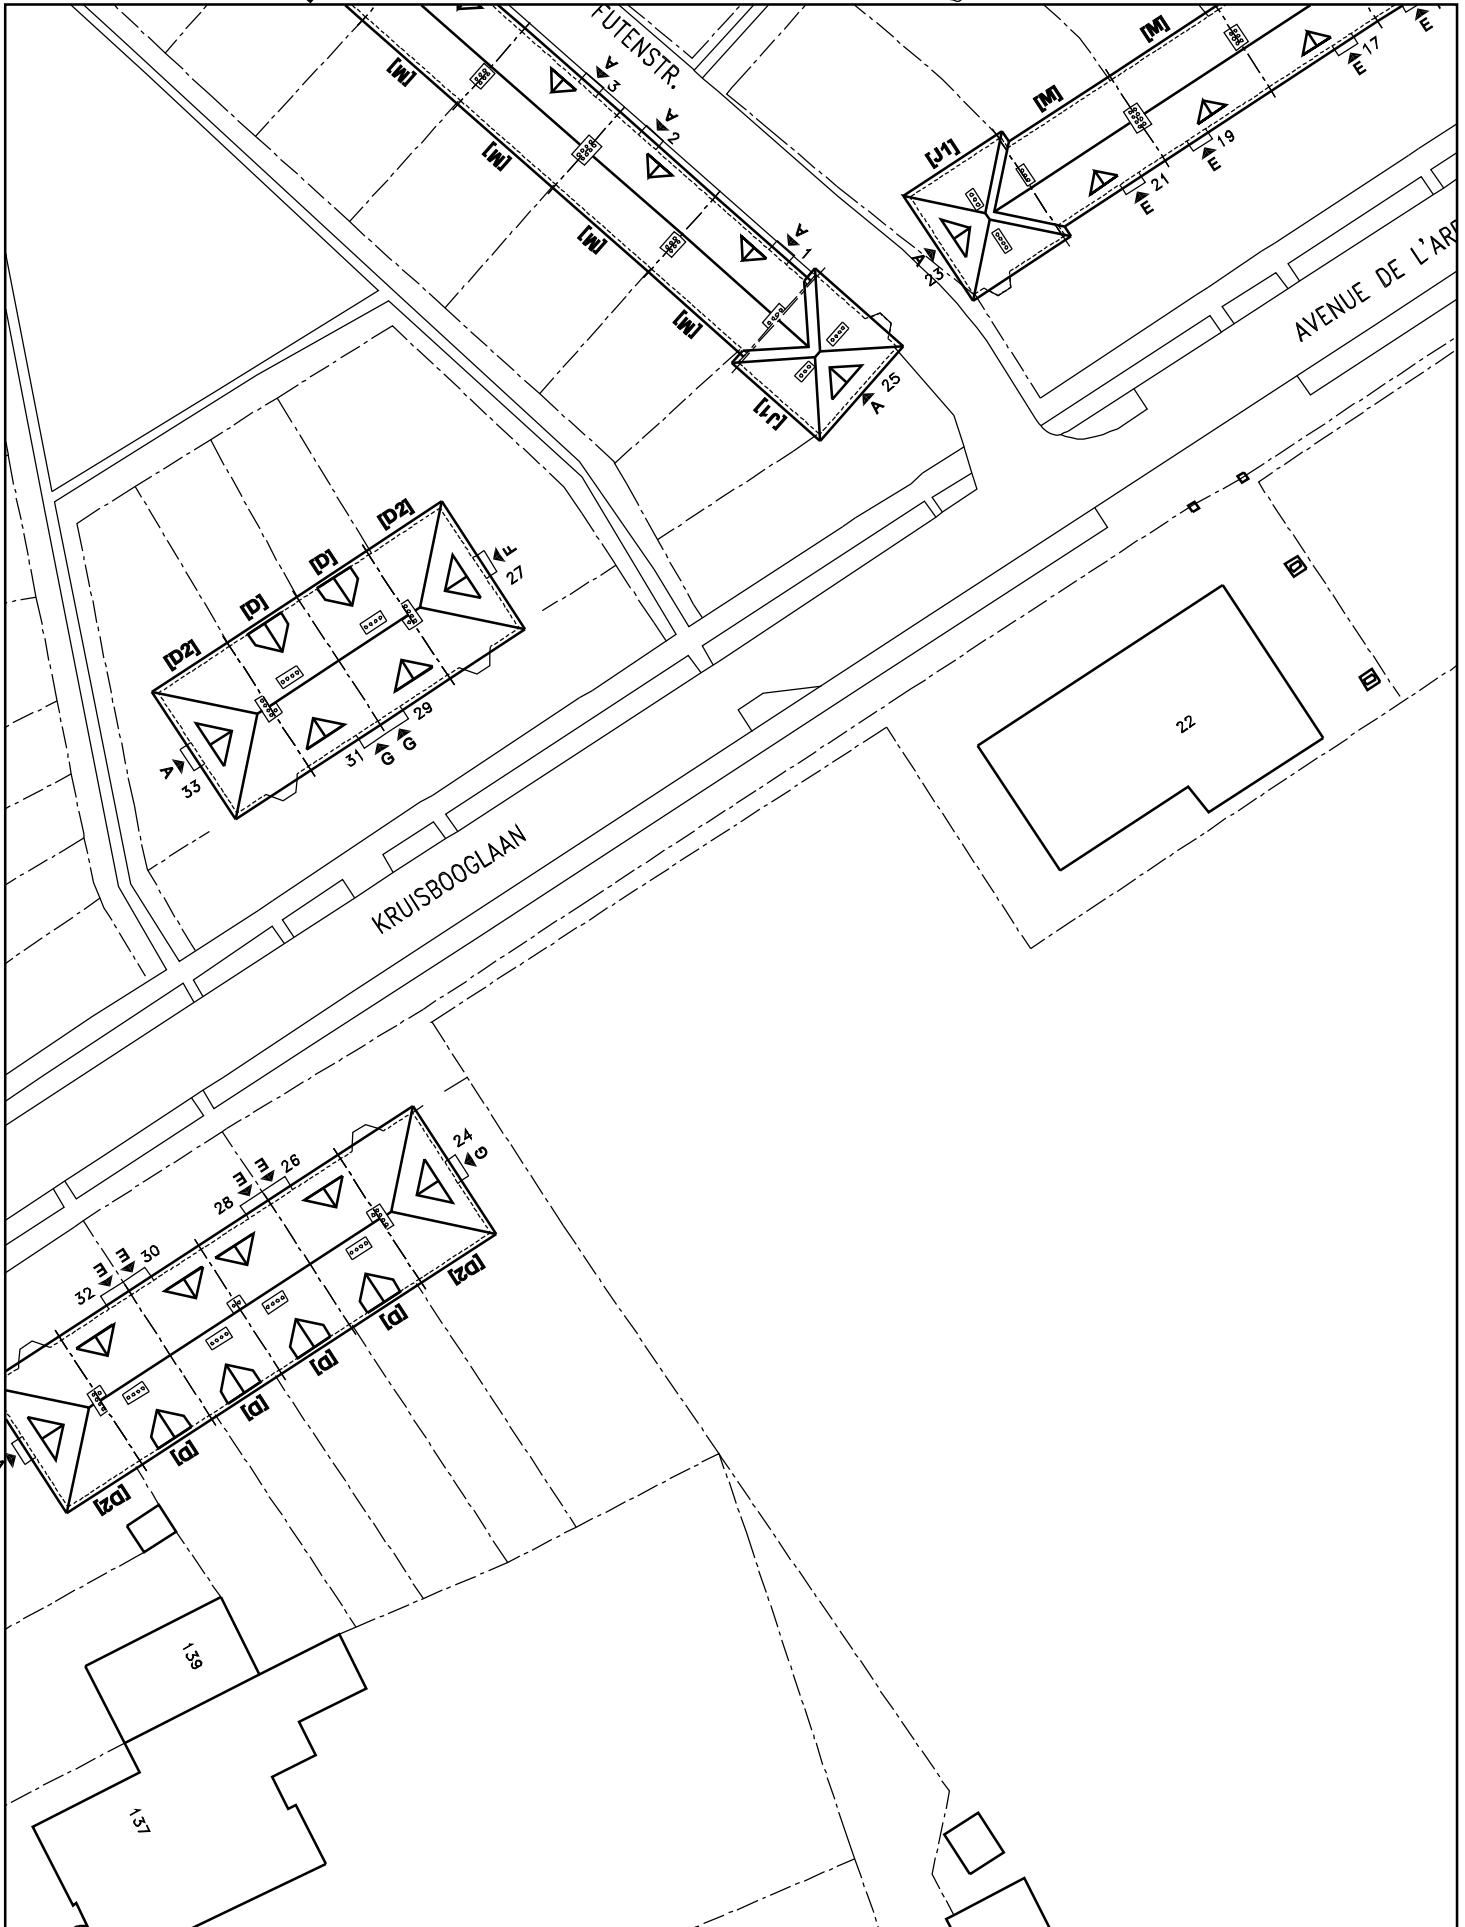 FUTENSTR.
[M]
[M]
[M]
[M]
A
3
A
2
A
1
[J1]
25
A
[M]
[M]
[J1]
17
E
E
19
E
21
E
A
23
AVENUE DE L'AR
[D2]
[D]
[D]
[D2]
F
27
29
G
31
G
A
33
22
KRUISBOOGLAAN
24
G
26
E
E
28
30
E
E
32
[D2]
[D]
[D]
[D]
[D]
[D2]
139
137